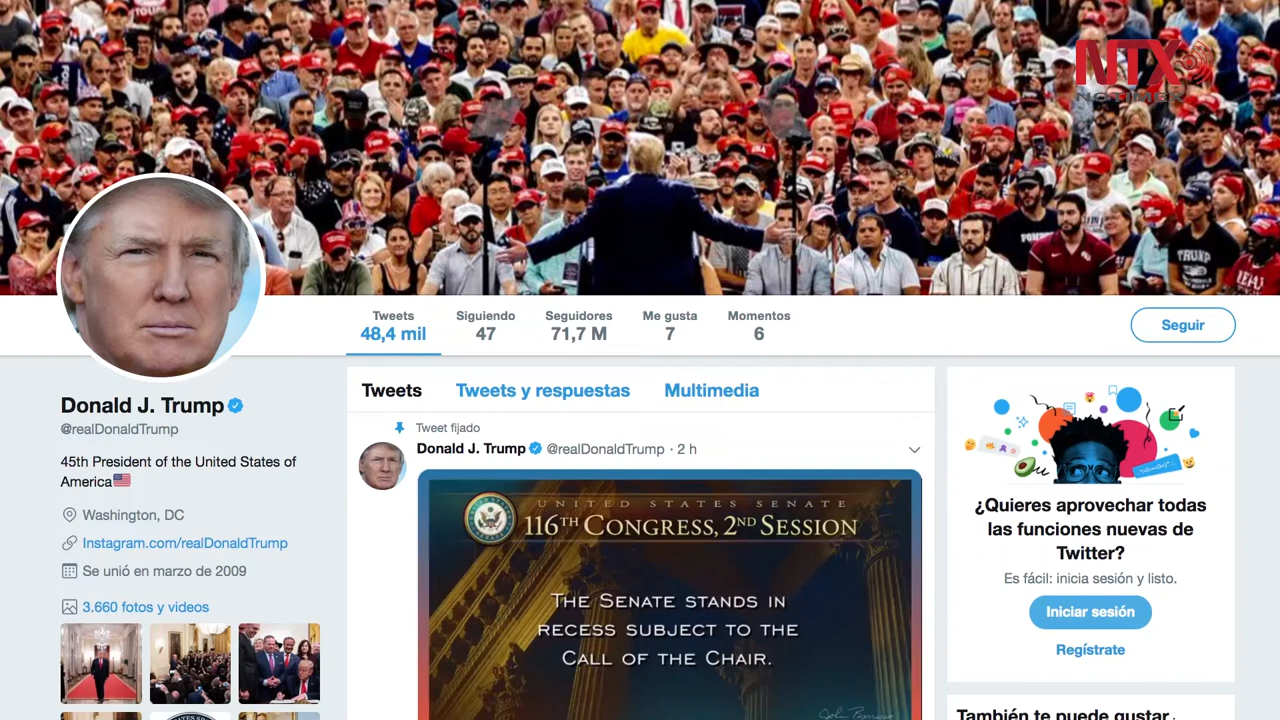 NTX
NOTIMEX
TRUMP
Tweets
48,4 mil
Siguiendo
47
Seguidores
71,7 M
Me gusta
7
Momentos
6
Seguir
Donald J. Trump
@realDonaldTrump
45th President of the United States of
America
Washington, DC
Instagram.com/realDonaldTrump
Se unió en marzo de 2009
3.660 fotos y videos
Tweets
Tweets y respuestas
Multimedia
Tweet fijado
Donald J. Trump @realDonaldTrump · 2 h
UNITED STATES SENATE
116TH CONGRESS, 2ND SESSION
THE SENATE STANDS IN
RECESS SUBJECT TO THE
CALL OF THE CHAIR.
¿Quieres aprovechar todas
las funciones nuevas de
Twitter?
Es fácil: inicia sesión y listo.
Iniciar sesión
Regístrate
También te puede gustar